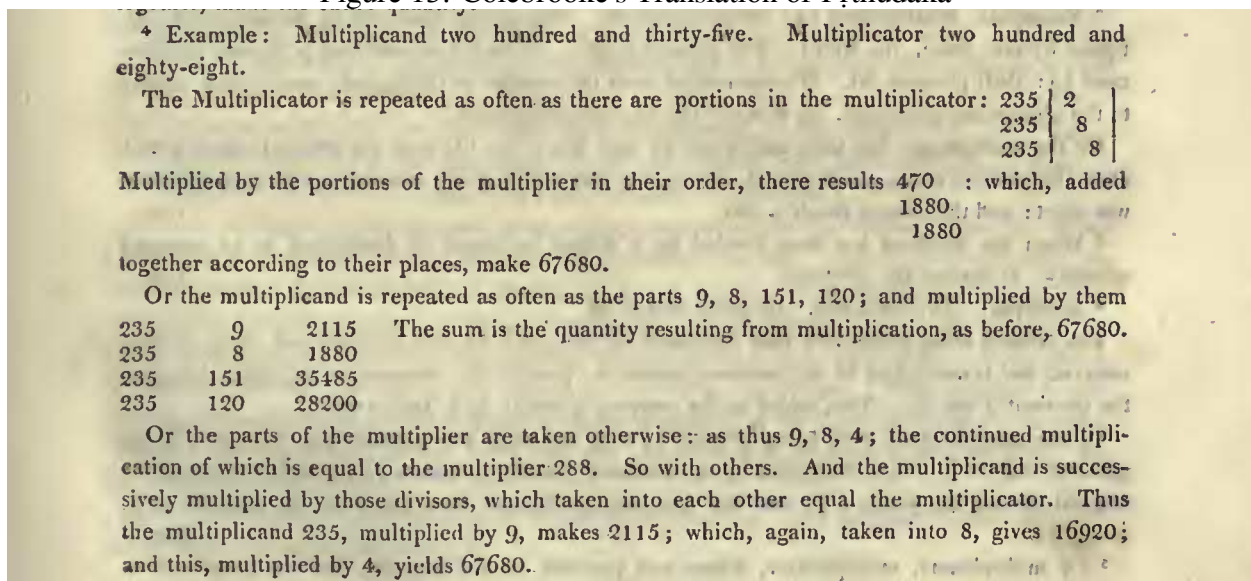 Figure 15: Colebrooke's Translation of Pṛthūdaka
⁴ Example: Multiplicand two hundred and thirty-five. Multiplicator two hundred and
eighty-eight.
The Multiplicator is repeated as often as there are portions in the multiplicator: 235 | 2 |
235 | 8 |
235 | 8 |
Multiplied by the portions of the multiplier in their order, there results 470 : which, added
1880
1880
together according to their places, make 67680.
Or the multiplicand is repeated as often as the parts 9, 8, 151, 120; and multiplied by them
235 9 2115 The sum is the quantity resulting from multiplication, as before, 67680.
235 8 1880
235 151 35485
235 120 28200
Or the parts of the multiplier are taken otherwise: as thus 9, 8, 4; the continued multipli-
cation of which is equal to the multiplier 288. So with others. And the multiplicand is succes-
sively multiplied by those divisors, which taken into each other equal the multiplicator. Thus
the multiplicand 235, multiplied by 9, makes 2115; which, again, taken into 8, gives 16920;
and this, multiplied by 4, yields 67680.